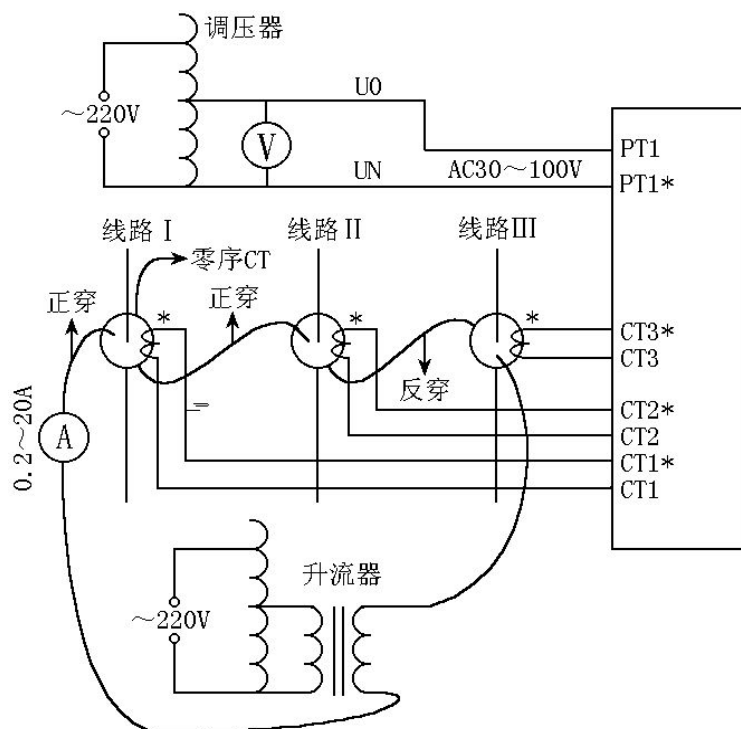 调压器
～220V
U0
V
UN
AC30～100V
PT1
PT1*
线路Ⅰ
线路Ⅱ
线路Ⅲ
零序CT
正穿
正穿
*
*
*
反穿
0.2～20A
A
CT3*
CT3
CT2*
CT2
CT1*
CT1
升流器
～220V